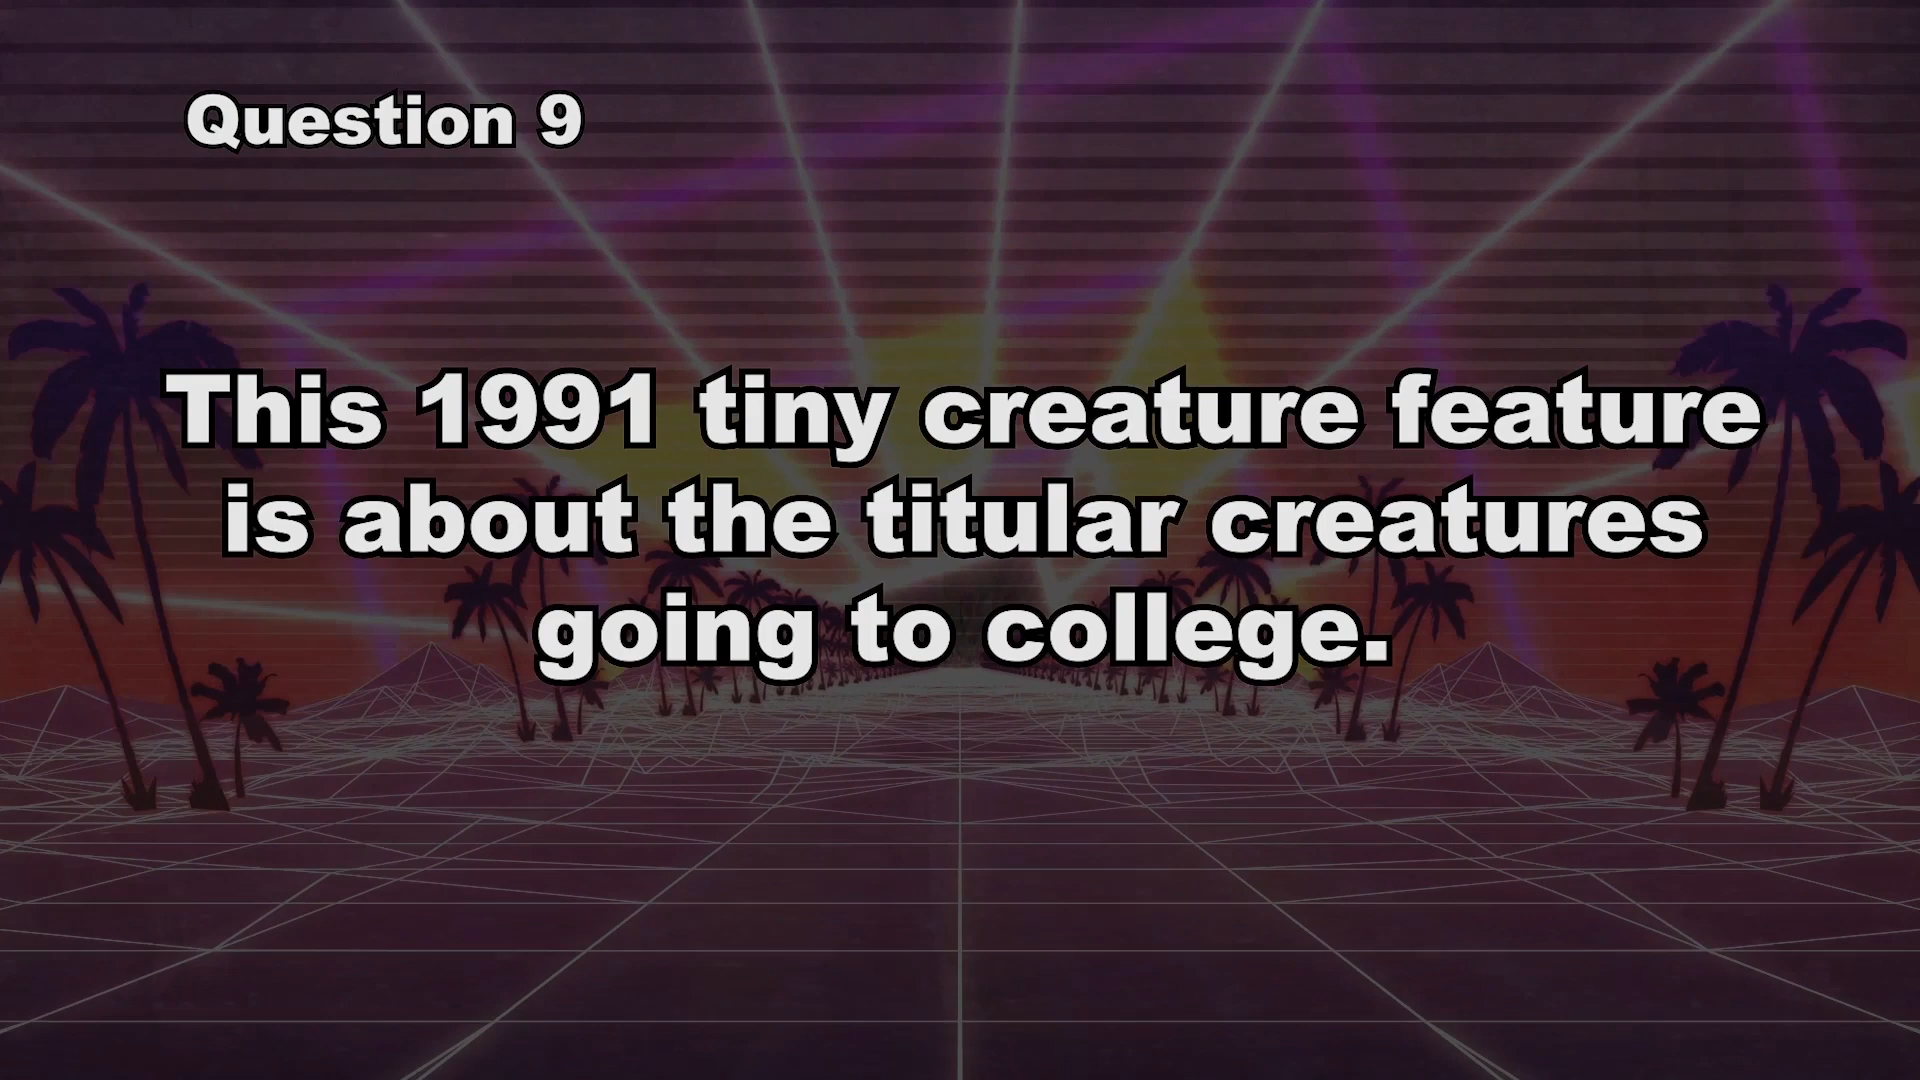 Question 9
This 1991 tiny creature feature
is about the titular creatures
going to college.